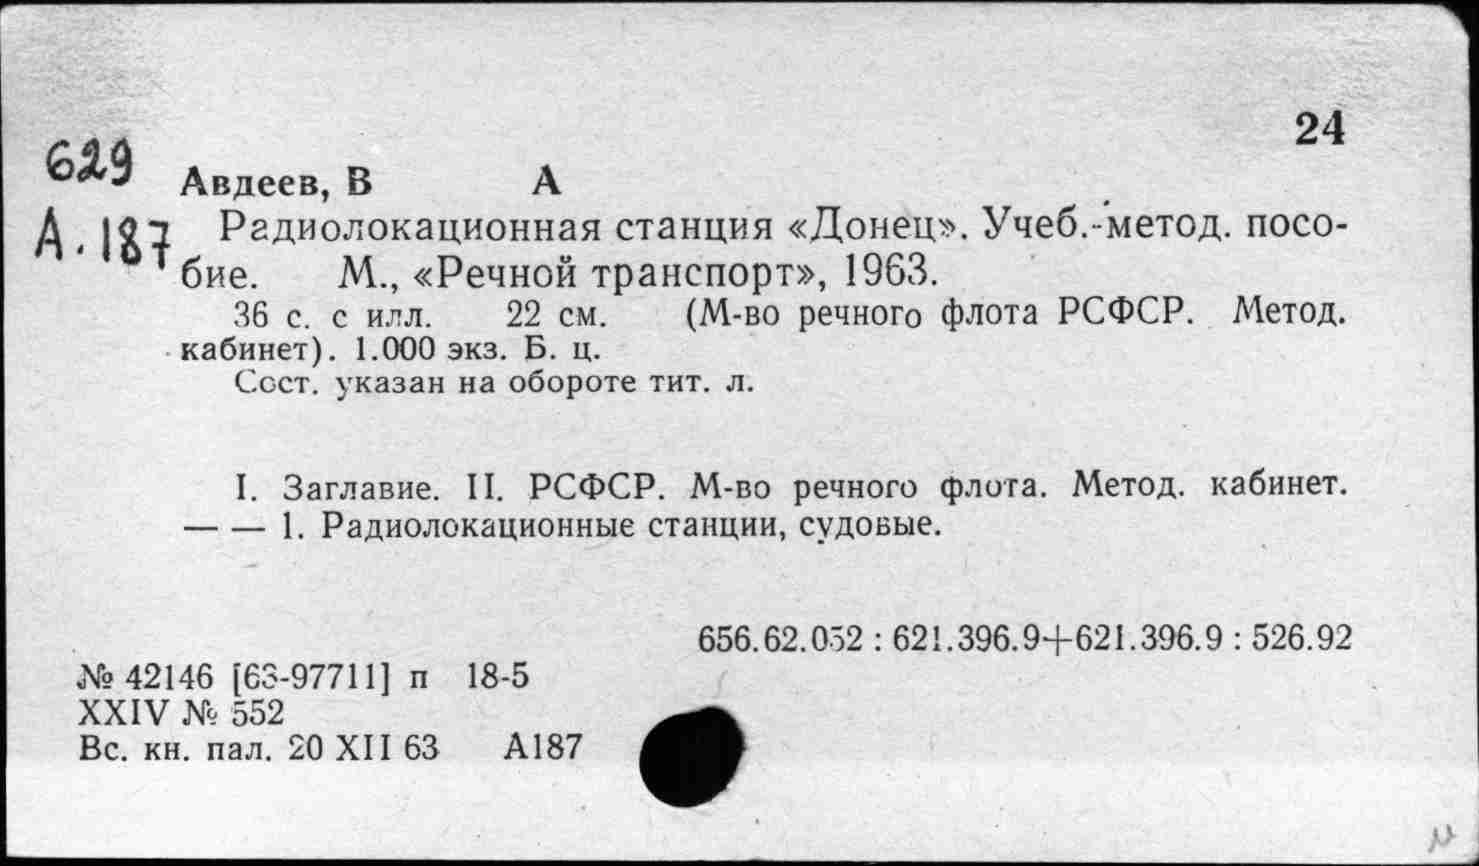 24
629
Авдеев, В А
А.187
Радиолокационная станция «Донец». Учеб.-метод. посо-
бие. М., «Речной транспорт», 1963.
36 с. с илл. 22 см. (М-во речного флота РСФСР. Метод.
кабинет). 1.000 экз. Б. ц.
Сост. указан на обороте тит. л.
I. Заглавие. II. РСФСР. М-во речного флота. Метод. кабинет.
— — 1. Радиолокационные станции, судовые.
656.62.052 : 621.396.9+621.396.9 : 526.92
№ 42146 [63-97711] п 18-5
XXIV № 552
Вс. кн. пал. 20 XII 63 А187